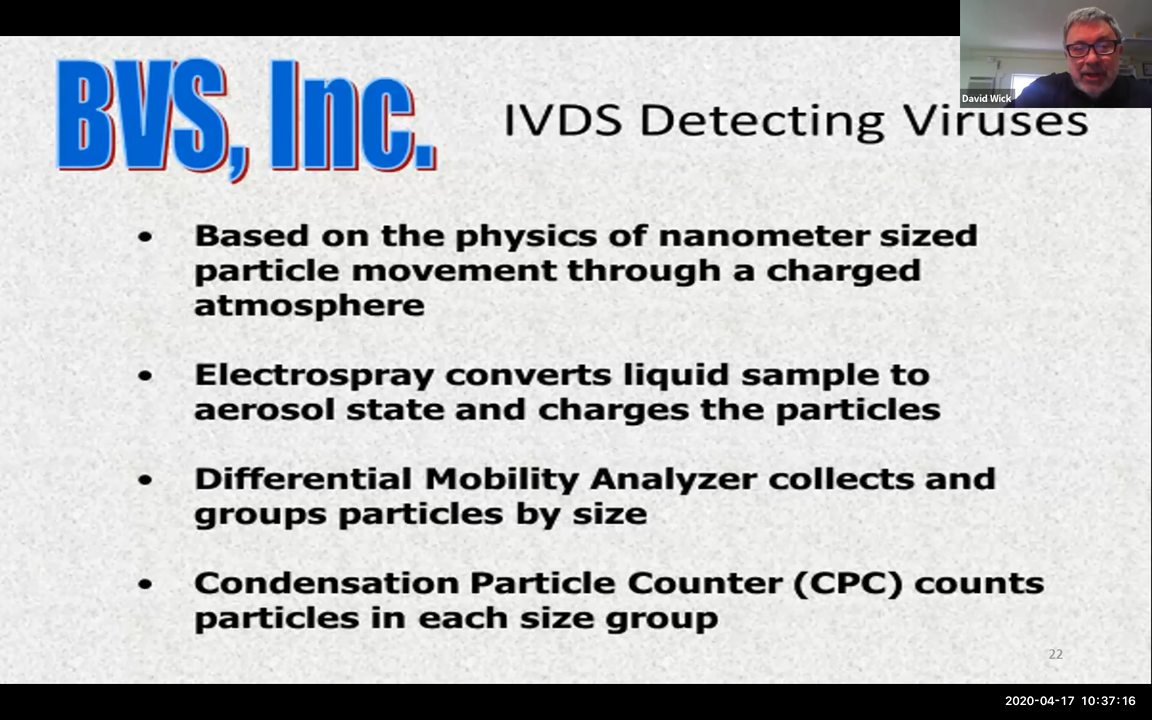 BVS, Inc.
IVDS Detecting Viruses
David Wick
• Based on the physics of nanometer sized
particle movement through a charged
atmosphere
• Electrospray converts liquid sample to
aerosol state and charges the particles
• Differential Mobility Analyzer collects and
groups particles by size
• Condensation Particle Counter (CPC) counts
particles in each size group
22
2020-04-17 10:37:16